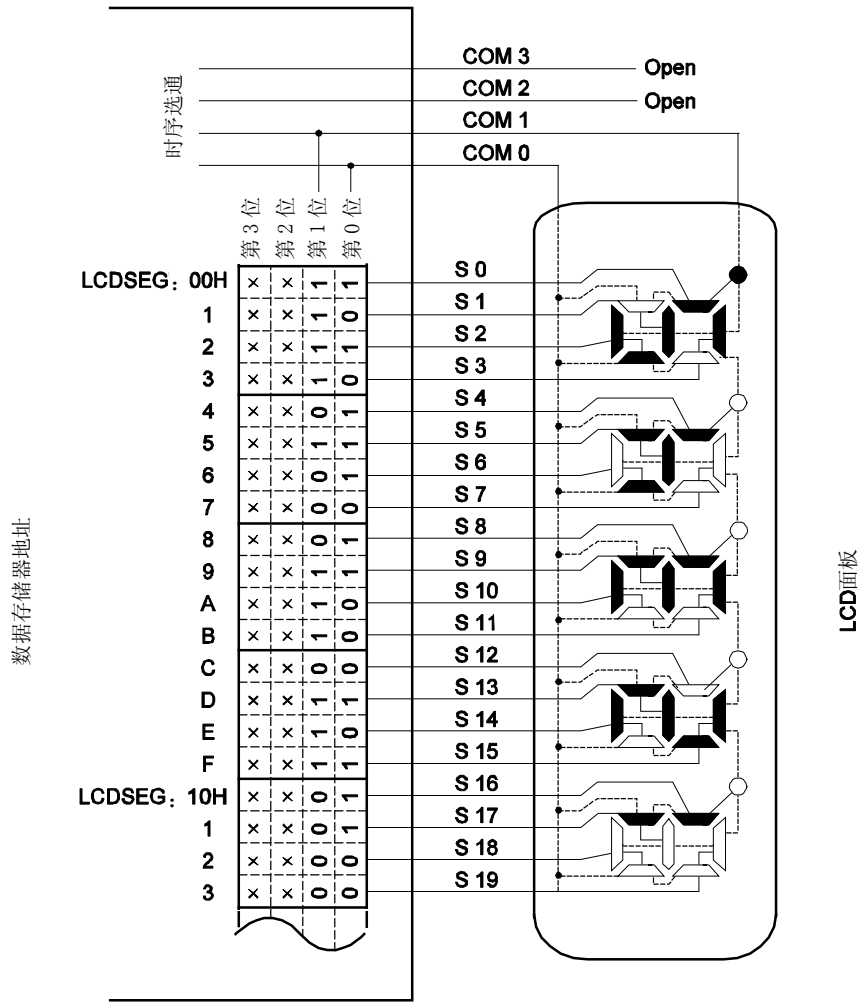 COM 3
Open
COM 2
Open
COM 1
COM 0
时序选通
第3位
第2位
第1位
第0位
LCDSEG：00H × × 1 1 S 0
1 × × 1 0 S 1
2 × × 1 1 S 2
3 × × 1 0 S 3
4 × × 0 1 S 4
5 × × 1 1 S 5
6 × × 0 1 S 6
7 × × 0 0 S 7
8 × × 0 1 S 8
9 × × 1 1 S 9
A × × 1 0 S 10
B × × 1 0 S 11
C × × 0 0 S 12
D × × 1 1 S 13
E × × 1 0 S 14
F × × 1 1 S 15
LCDSEG：10H × × 0 1 S 16
1 × × 0 1 S 17
2 × × 0 0 S 18
3 × × 0 0 S 19
数据存储器地址
LCD面板